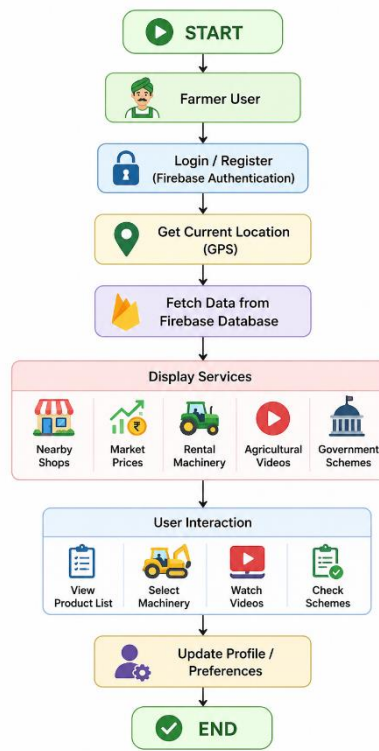 START
Farmer User
Login / Register
(Firebase Authentication)
Get Current Location
(GPS)
Fetch Data from
Firebase Database
Display Services
Nearby
Shops
₹
Market
Prices
Rental
Machinery
Agricultural
Videos
Government
Schemes
User Interaction
View
Product List
Select
Machinery
Watch
Videos
Check
Schemes
Update Profile /
Preferences
END